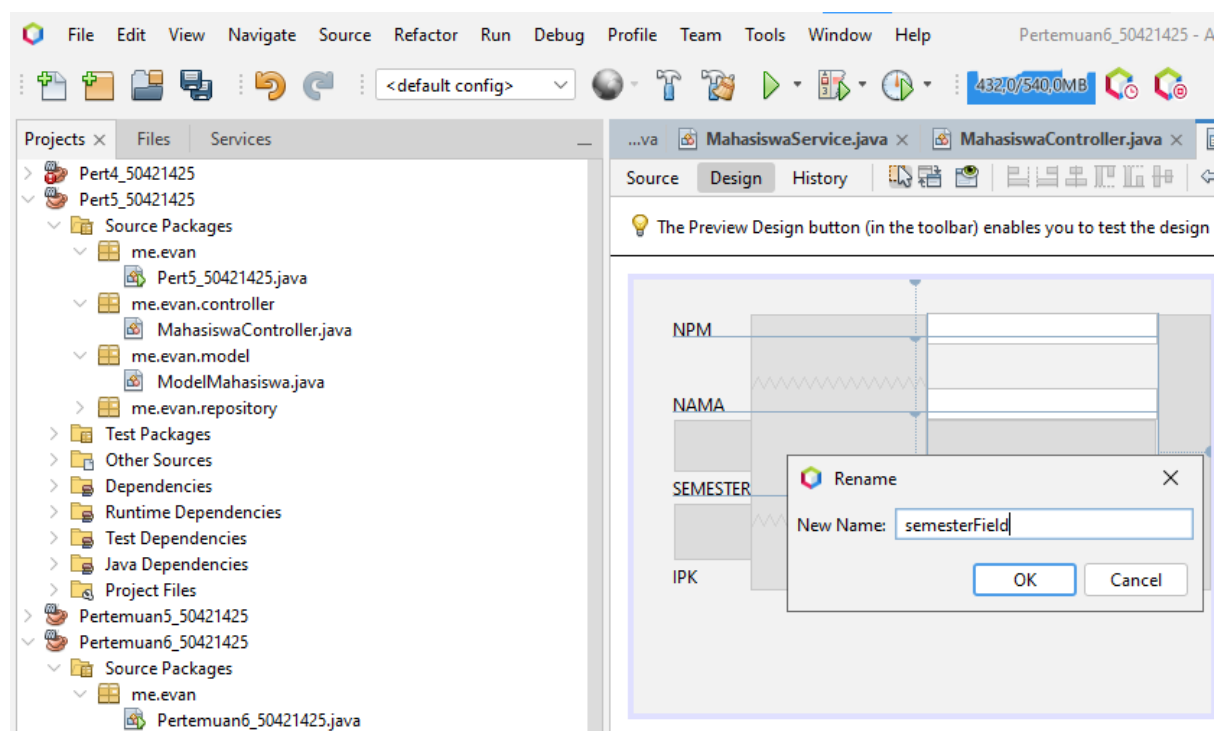 File Edit View Navigate Source Refactor Run Debug Profile Team Tools Window Help Pertemuan6_50421425 - A
<default config> 432,0/540,0MB
Projects Files Services
...va MahasiswaService.java MahasiswaController.java
Source Design History
The Preview Design button (in the toolbar) enables you to test the design
Pert4_50421425
Pert5_50421425
Source Packages
me.evan
Pert5_50421425.java
me.evan.controller
MahasiswaController.java
me.evan.model
ModelMahasiswa.java
me.evan.repository
Test Packages
Other Sources
Dependencies
Runtime Dependencies
Test Dependencies
Java Dependencies
Project Files
Pertemuan5_50421425
Pertemuan6_50421425
Source Packages
me.evan
Pertemuan6_50421425.java
NPM
NAMA
SEMESTER
IPK
Rename
New Name: semesterField
OK Cancel